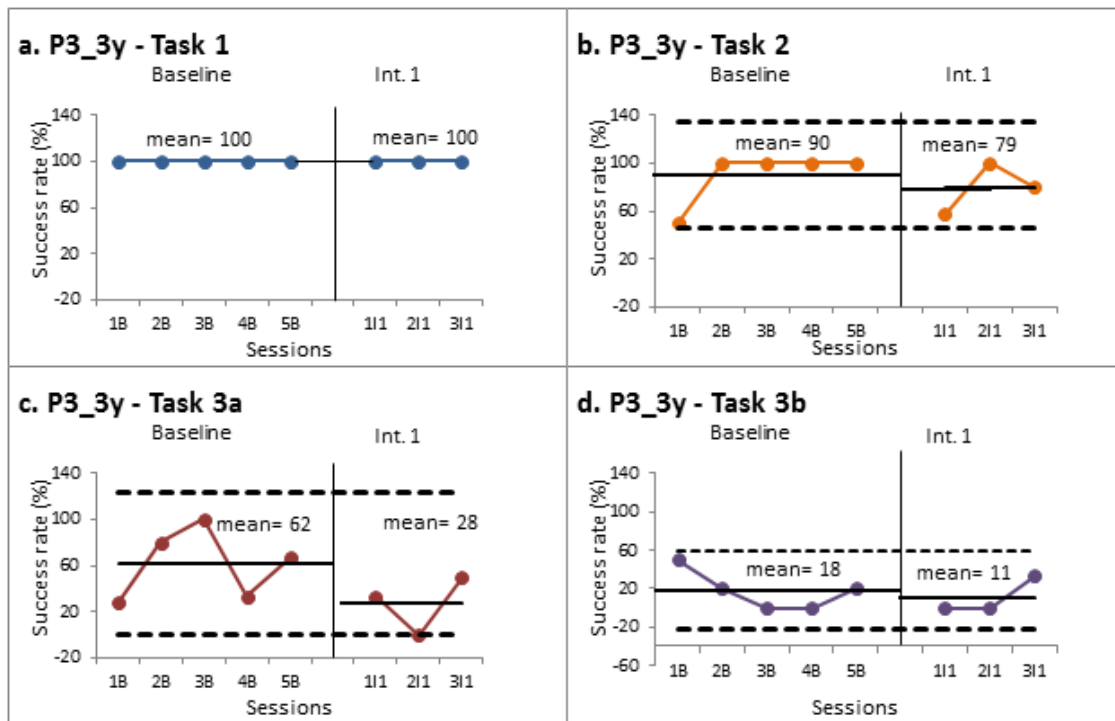 a. P3_3y - Task 1
Baseline Int. 1
mean= 100 mean= 100
Success rate (%)
140
100
60
20
-20
1B 2B 3B 4B 5B 1I1 2I1 3I1
Sessions
b. P3_3y - Task 2
Baseline Int. 1
mean= 90 mean= 79
Success rate (%)
140
100
60
20
-20
1B 2B 3B 4B 5B 1I1 2I1 3I1
Sessions
c. P3_3y - Task 3a
Baseline Int. 1
mean= 62 mean= 28
Success rate (%)
140
100
60
20
-20
1B 2B 3B 4B 5B 1I1 2I1 3I1
Sessions
d. P3_3y - Task 3b
Baseline Int. 1
mean= 18 mean= 11
Success rate (%)
140
100
60
20
-20
-60
1B 2B 3B 4B 5B 1I1 2I1 3I1
Sessions